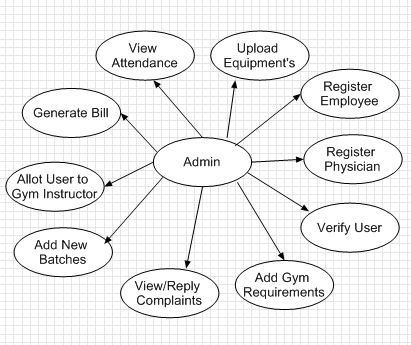 View
Attendance
Upload
Equipment's
Register
Employee
Generate Bill
Admin
Register
Physician
Allot User to
Gym Instructor
Verify User
Add New
Batches
View/Reply
Complaints
Add Gym
Requirements